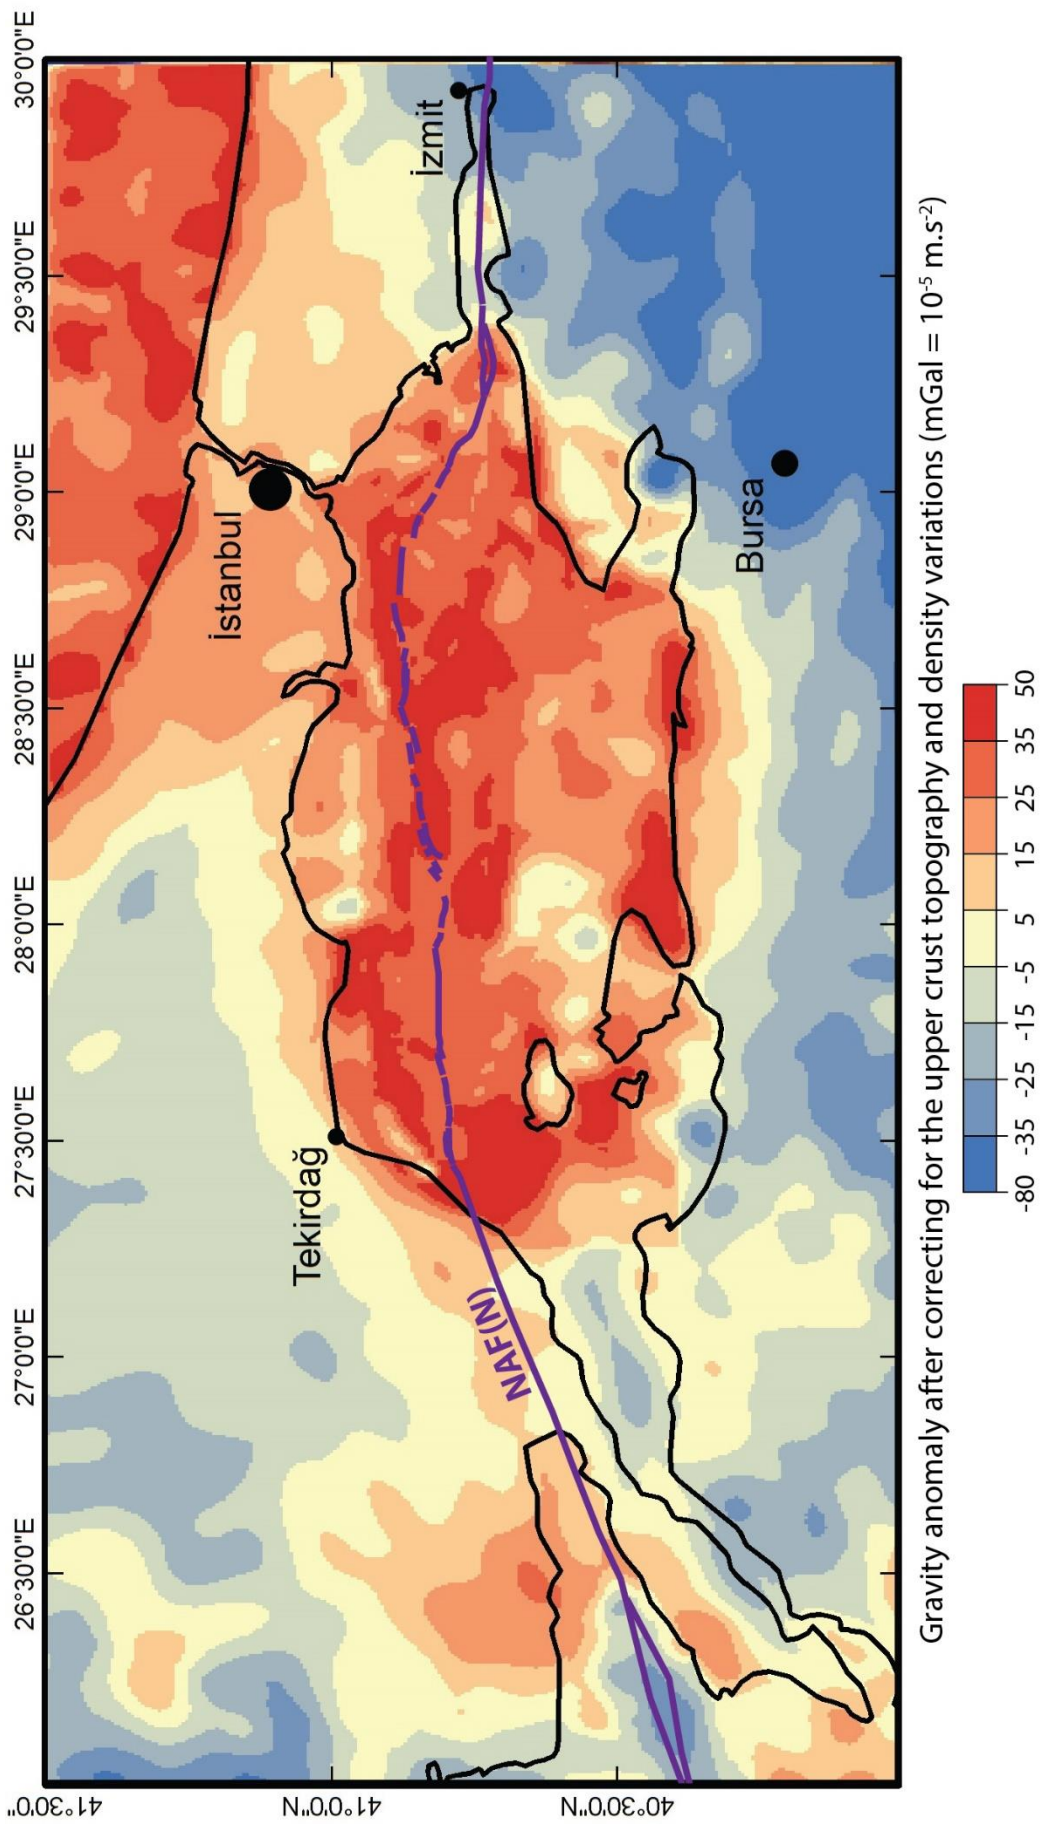 26°30'0"E
27°0'0"E
27°30'0"E
28°0'0"E
28°30'0"E
29°0'0"E
29°30'0"E
30°0'0"E
41°30'0"
41°0'0"N
40°30'0"N
İstanbul
Tekirdağ
İzmit
NAF(N)
Bursa
Gravity anomaly after correcting for the upper crust topography and density variations (mGal = 10⁻⁵ m.s⁻²)
-80 -35 -25 -15 -5 5 15 25 35 50